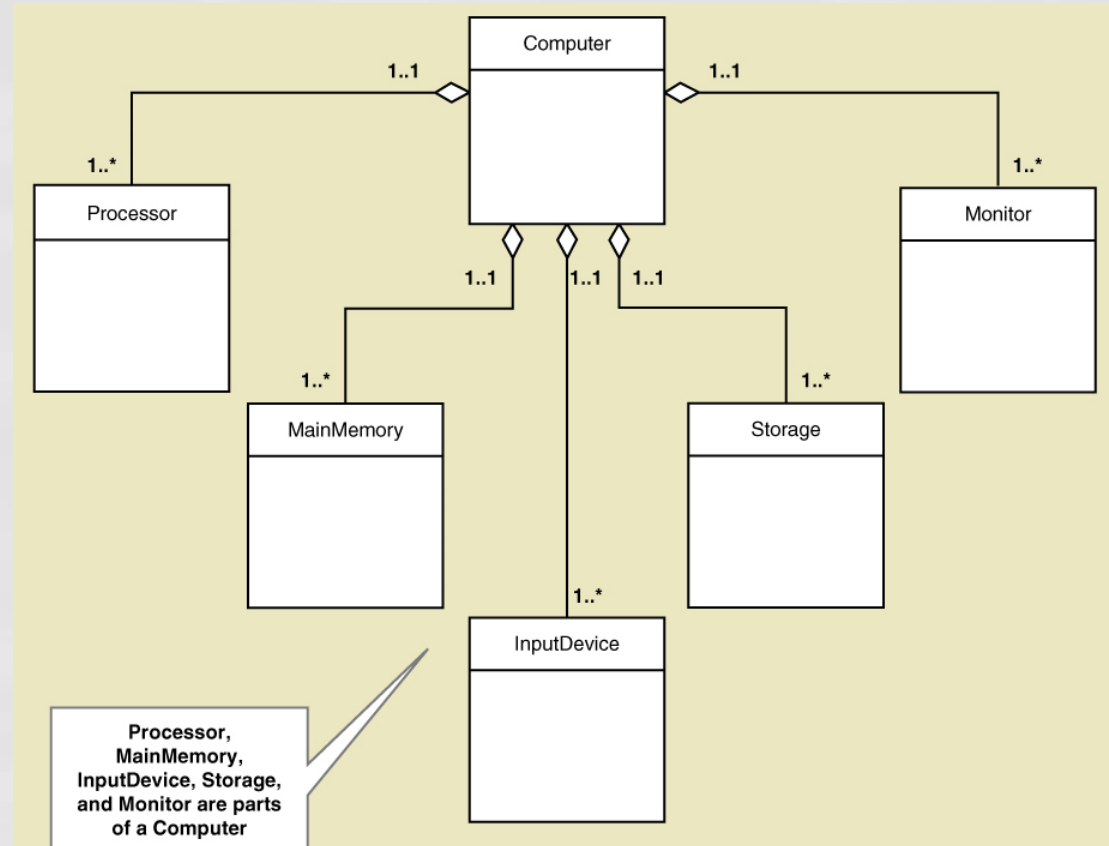 Computer
1..1
1..1
1..*
1..*
Processor
Monitor
1..1
1..1
1..1
1..*
1..*
MainMemory
Storage
1..*
InputDevice
Processor,
MainMemory,
InputDevice, Storage,
and Monitor are parts
of a Computer